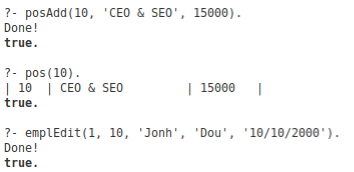 ?- posAdd(10, 'CEO & SEO', 15000).
Done!
true.
?- pos(10).
| 10 | CEO & SEO | 15000 |
true.
?- emplEdit(1, 10, 'Jonh', 'Dou', '10/10/2000').
Done!
true.